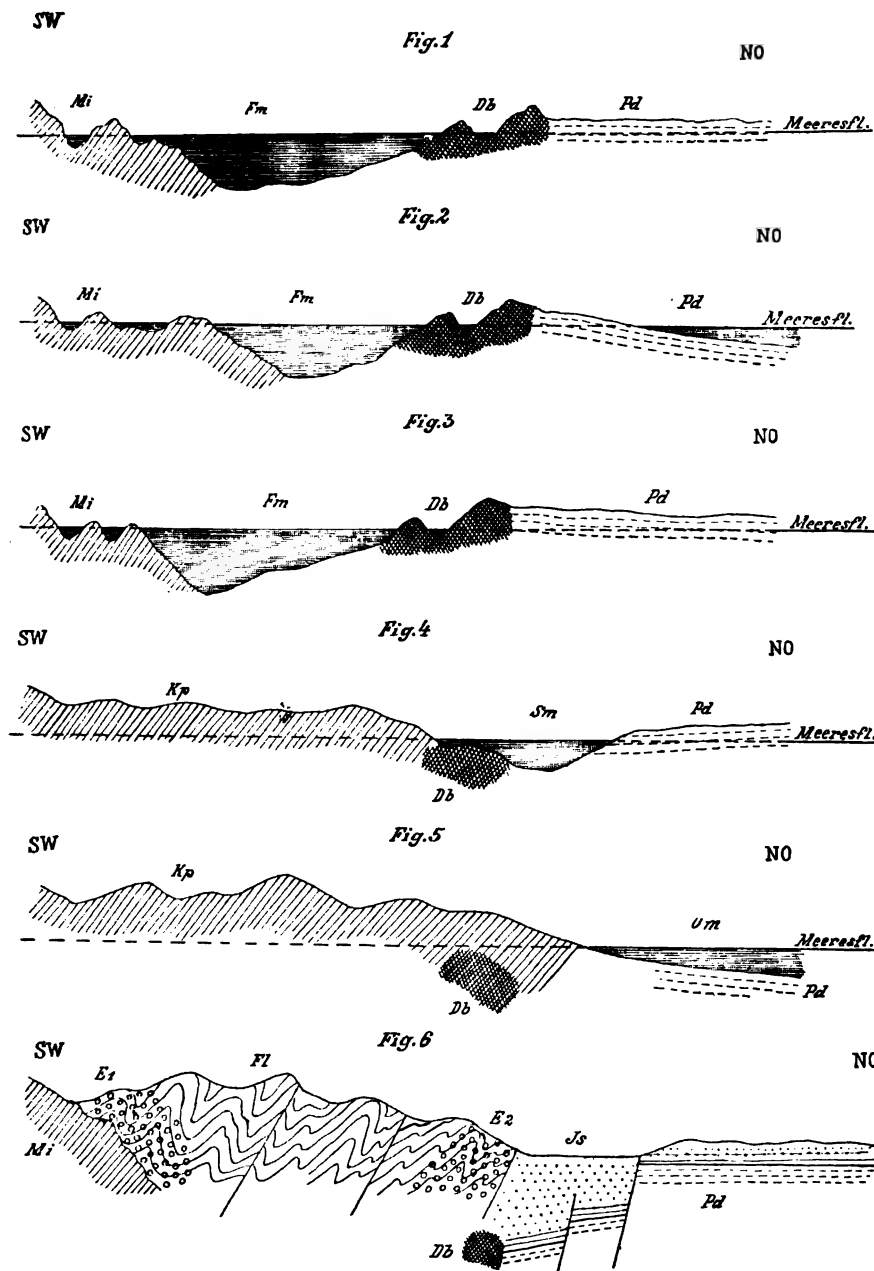 SW
Fig.1
NO
Mi
Fm
Db
Pd
Meeresfl.
Fig.2
SW
NO
Mi
Fm
Db
Pd
Meeresfl.
Fig.3
SW
NO
Mi
Fm
Db
Pd
Meeresfl.
Fig.4
SW
NO
Kp
Sm
Pd
Meeresfl.
Db
Fig.5
SW
NO
Kp
Meeresfl.
Db
Pd
Fig.6
SW
NO
E1
Fl
E2
Js
Mi
Pd
Db